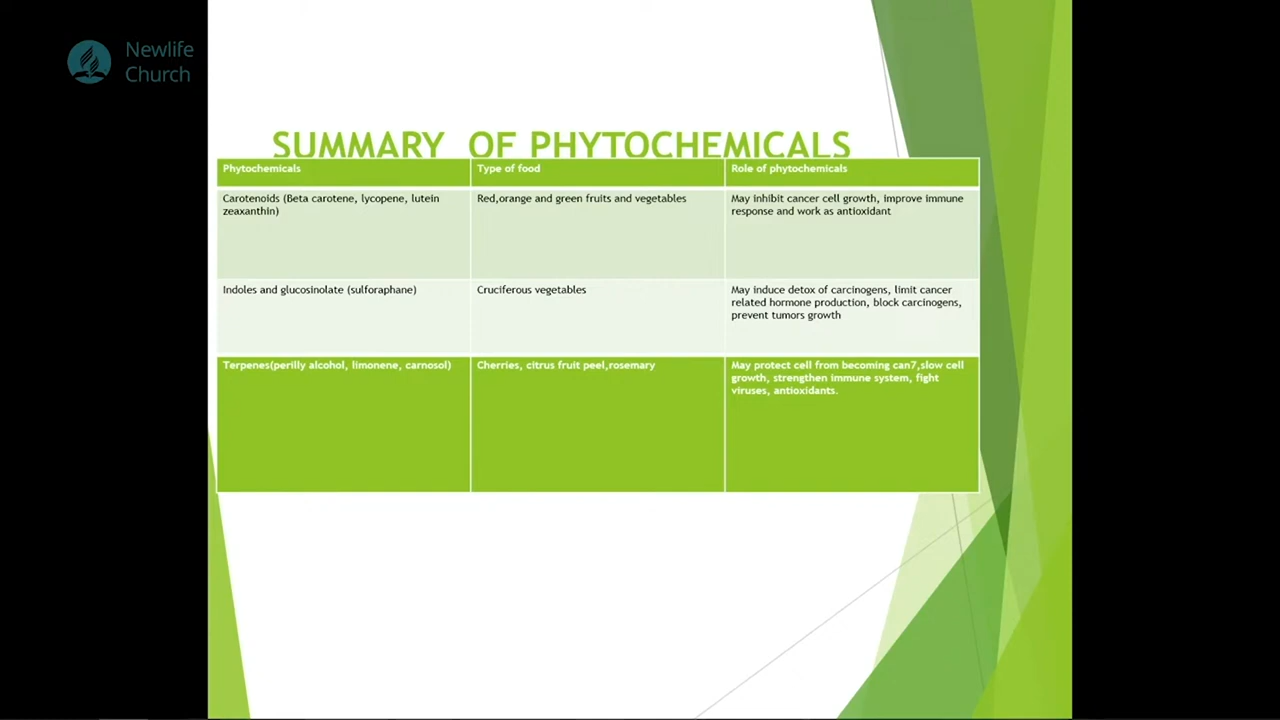 Newlife
Church
SUMMARY OF PHYTOCHEMICALS
Phytochemicals
Type of food
Role of phytochemicals
Carotenoids (Beta carotene, lycopene, lutein
zeaxanthin)
Red,orange and green fruits and vegetables
May inhibit cancer cell growth, improve immune
response and work as antioxidant
Indoles and glucosinolate (sulforaphane)
Cruciferous vegetables
May induce detox of carcinogens, limit cancer
related hormone production, block carcinogens,
prevent tumors growth
Terpenes(perilly alcohol, limonene, carnosol)
Cherries, citrus fruit peel,rosemary
May protect cell from becoming can7,slow cell
growth, strengthen immune system, fight
viruses, antioxidants.